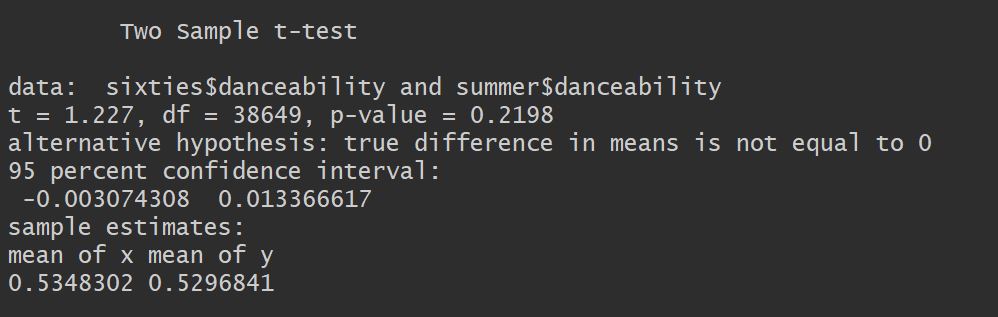 Two Sample t-test
data:  sixties$danceability and summer$danceability
t = 1.227, df = 38649, p-value = 0.2198
alternative hypothesis: true difference in means is not equal to 0
95 percent confidence interval:
 -0.003074308  0.013366617
sample estimates:
mean of x mean of y
0.5348302 0.5296841